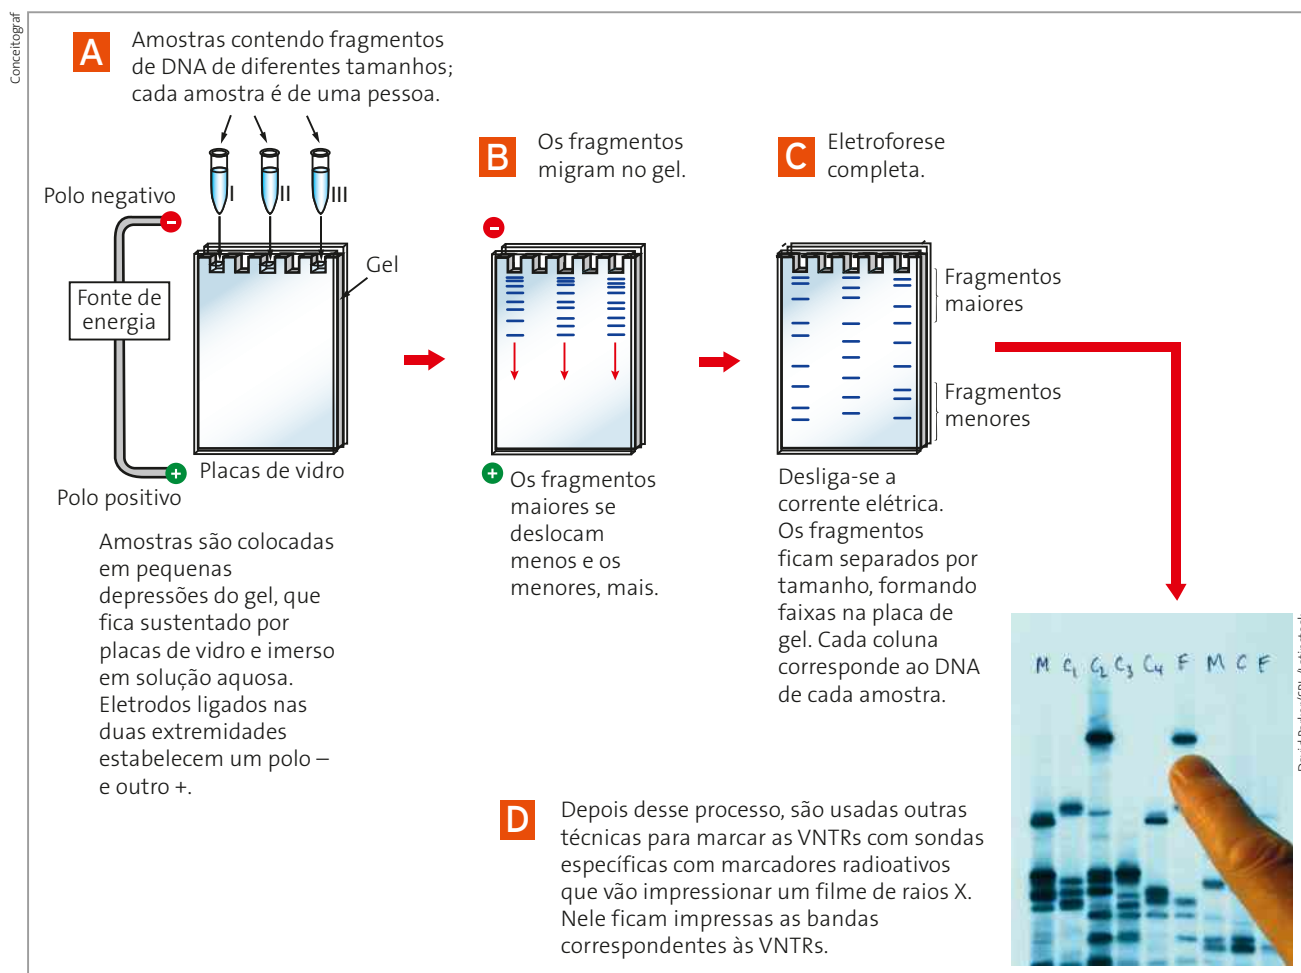 Conceitograf
A
Amostras contendo fragmentos
de DNA de diferentes tamanhos;
cada amostra é de uma pessoa.
I
II
III
Polo negativo
–
Fonte de
energia
Gel
+
Placas de vidro
Polo positivo
Amostras são colocadas
em pequenas
depressões do gel, que
fica sustentado por
placas de vidro e imerso
em solução aquosa.
Eletrodos ligados nas
duas extremidades
estabelecem um polo –
e outro +.
B
Os fragmentos
migram no gel.
–
+
Os fragmentos
maiores se
deslocam
menos e os
menores, mais.
C
Eletroforese
completa.
Fragmentos
maiores
Fragmentos
menores
Desliga-se a
corrente elétrica.
Os fragmentos
ficam separados por
tamanho, formando
faixas na placa de
gel. Cada coluna
corresponde ao DNA
de cada amostra.
M C1 C2 C3 C4 F M C F
D
Depois desse processo, são usadas outras
técnicas para marcar as VNTRs com sondas
específicas com marcadores radioativos
que vão impressionar um filme de raios X.
Nele ficam impressas as bandas
correspondentes às VNTRs.